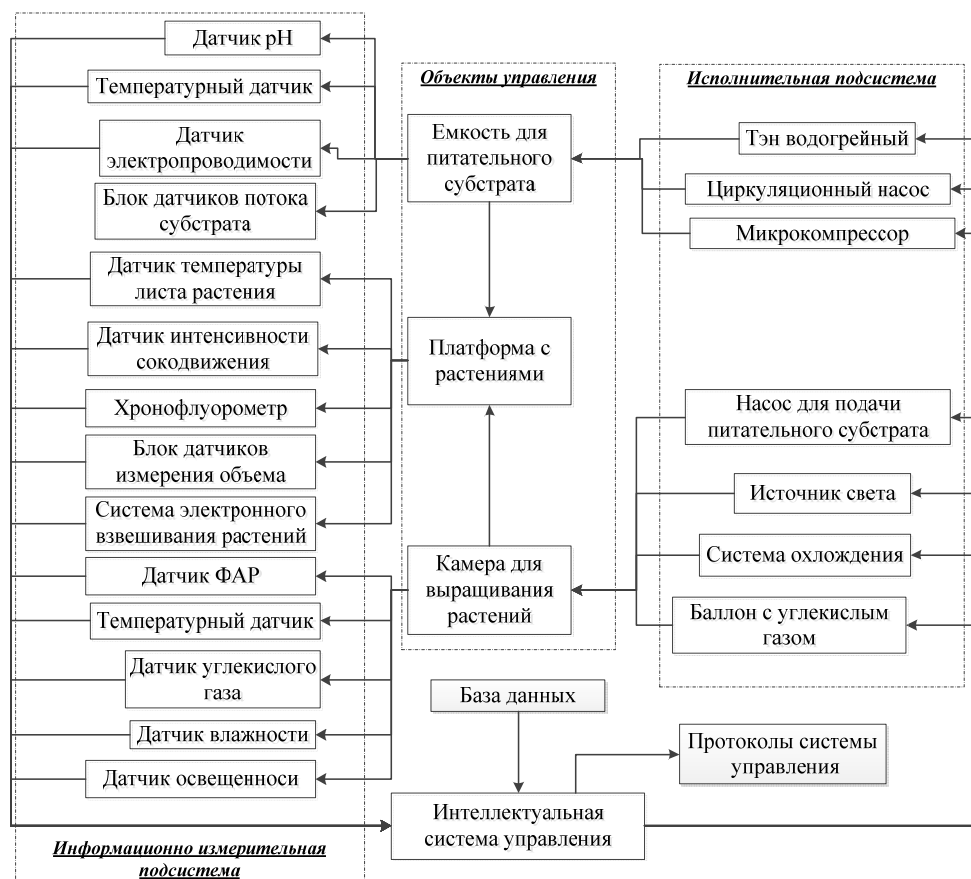 Датчик pH
Температурный датчик
Датчик
электропроводимости
Блок датчиков потока
субстрата
Датчик температуры
листа растения
Датчик интенсивности
сокодвижения
Хронофлуорометр
Блок датчиков
измерения объема
Система электронного
взвешивания растений
Датчик ФАР
Температурный датчик
Датчик углекислого
газа
Датчик влажности
Датчик освещенноси
Информационно измерительная
подсистема
Объекты управления
Емкость для
питательного
субстрата
Платформа с
растениями
Камера для
выращивания
растений
База данных
Интеллектуальная
система управления
Протоколы системы
управления
Исполнительная подсистема
Тэн водогрейный
Циркуляционный насос
Микрокомпрессор
Насос для подачи
питательного субстрата
Источник света
Система охлождения
Баллон с углекислым
газом